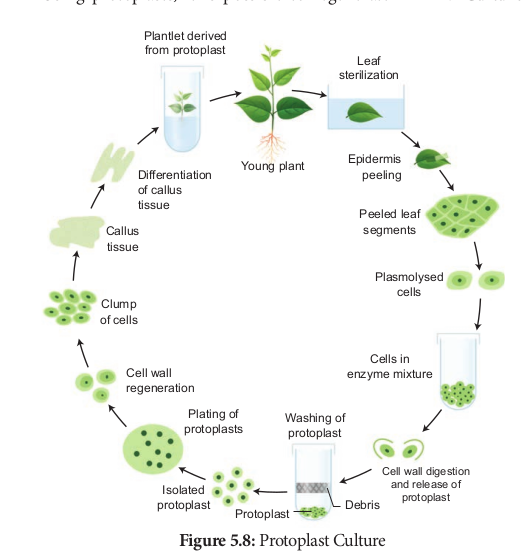 Plantlet derived
from protoplast
Leaf
sterilization
Young plant
Epidermis
peeling
Peeled leaf
segments
Plasmolysed
cells
Cells in
enzyme mixture
Cell wall digestion
and release of
protoplast
Washing of
protoplast
Debris
Protoplast
Isolated
protoplast
Plating of
protoplasts
Cell wall
regeneration
Clump
of cells
Callus
tissue
Differentiation
of callus
tissue
Figure 5.8: Protoplast Culture